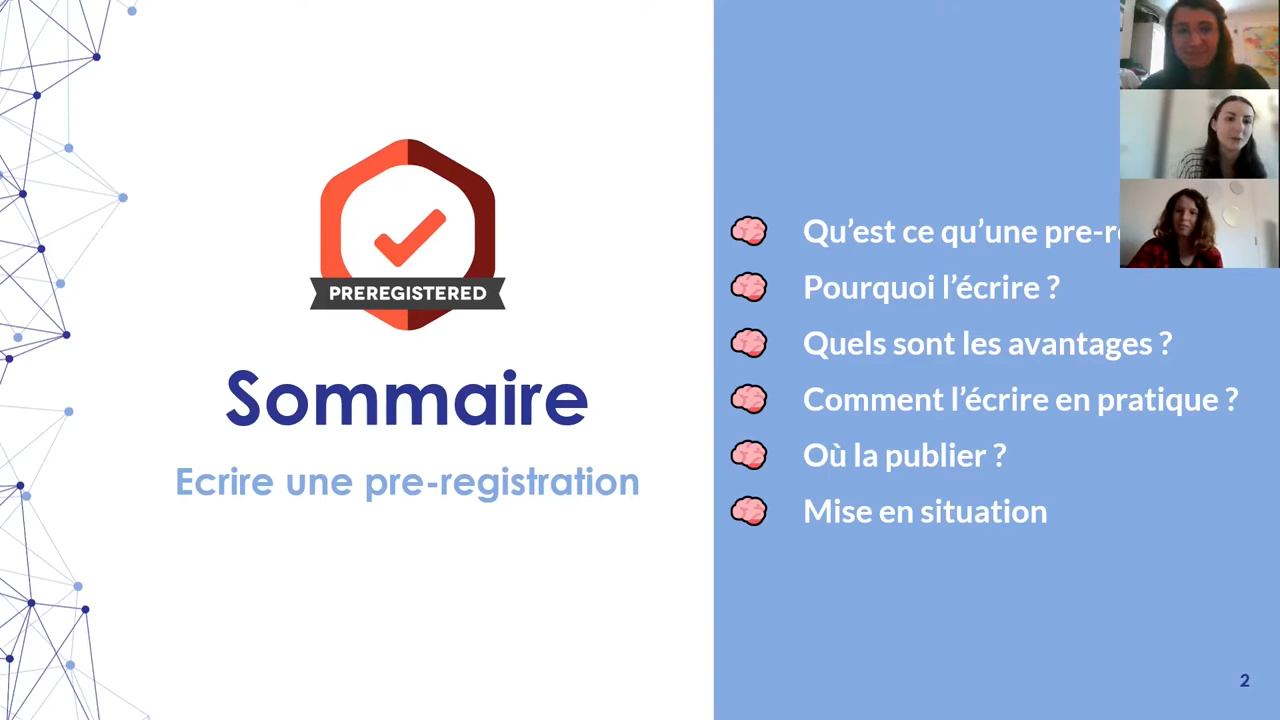 PREREGISTERED
Sommaire
Ecrire une pre-registration
Qu’est ce qu’une
Pourquoi l’écrire ?
Quels sont les avantages ?
Comment l’écrire en pratique ?
Où la publier ?
Mise en situation
2